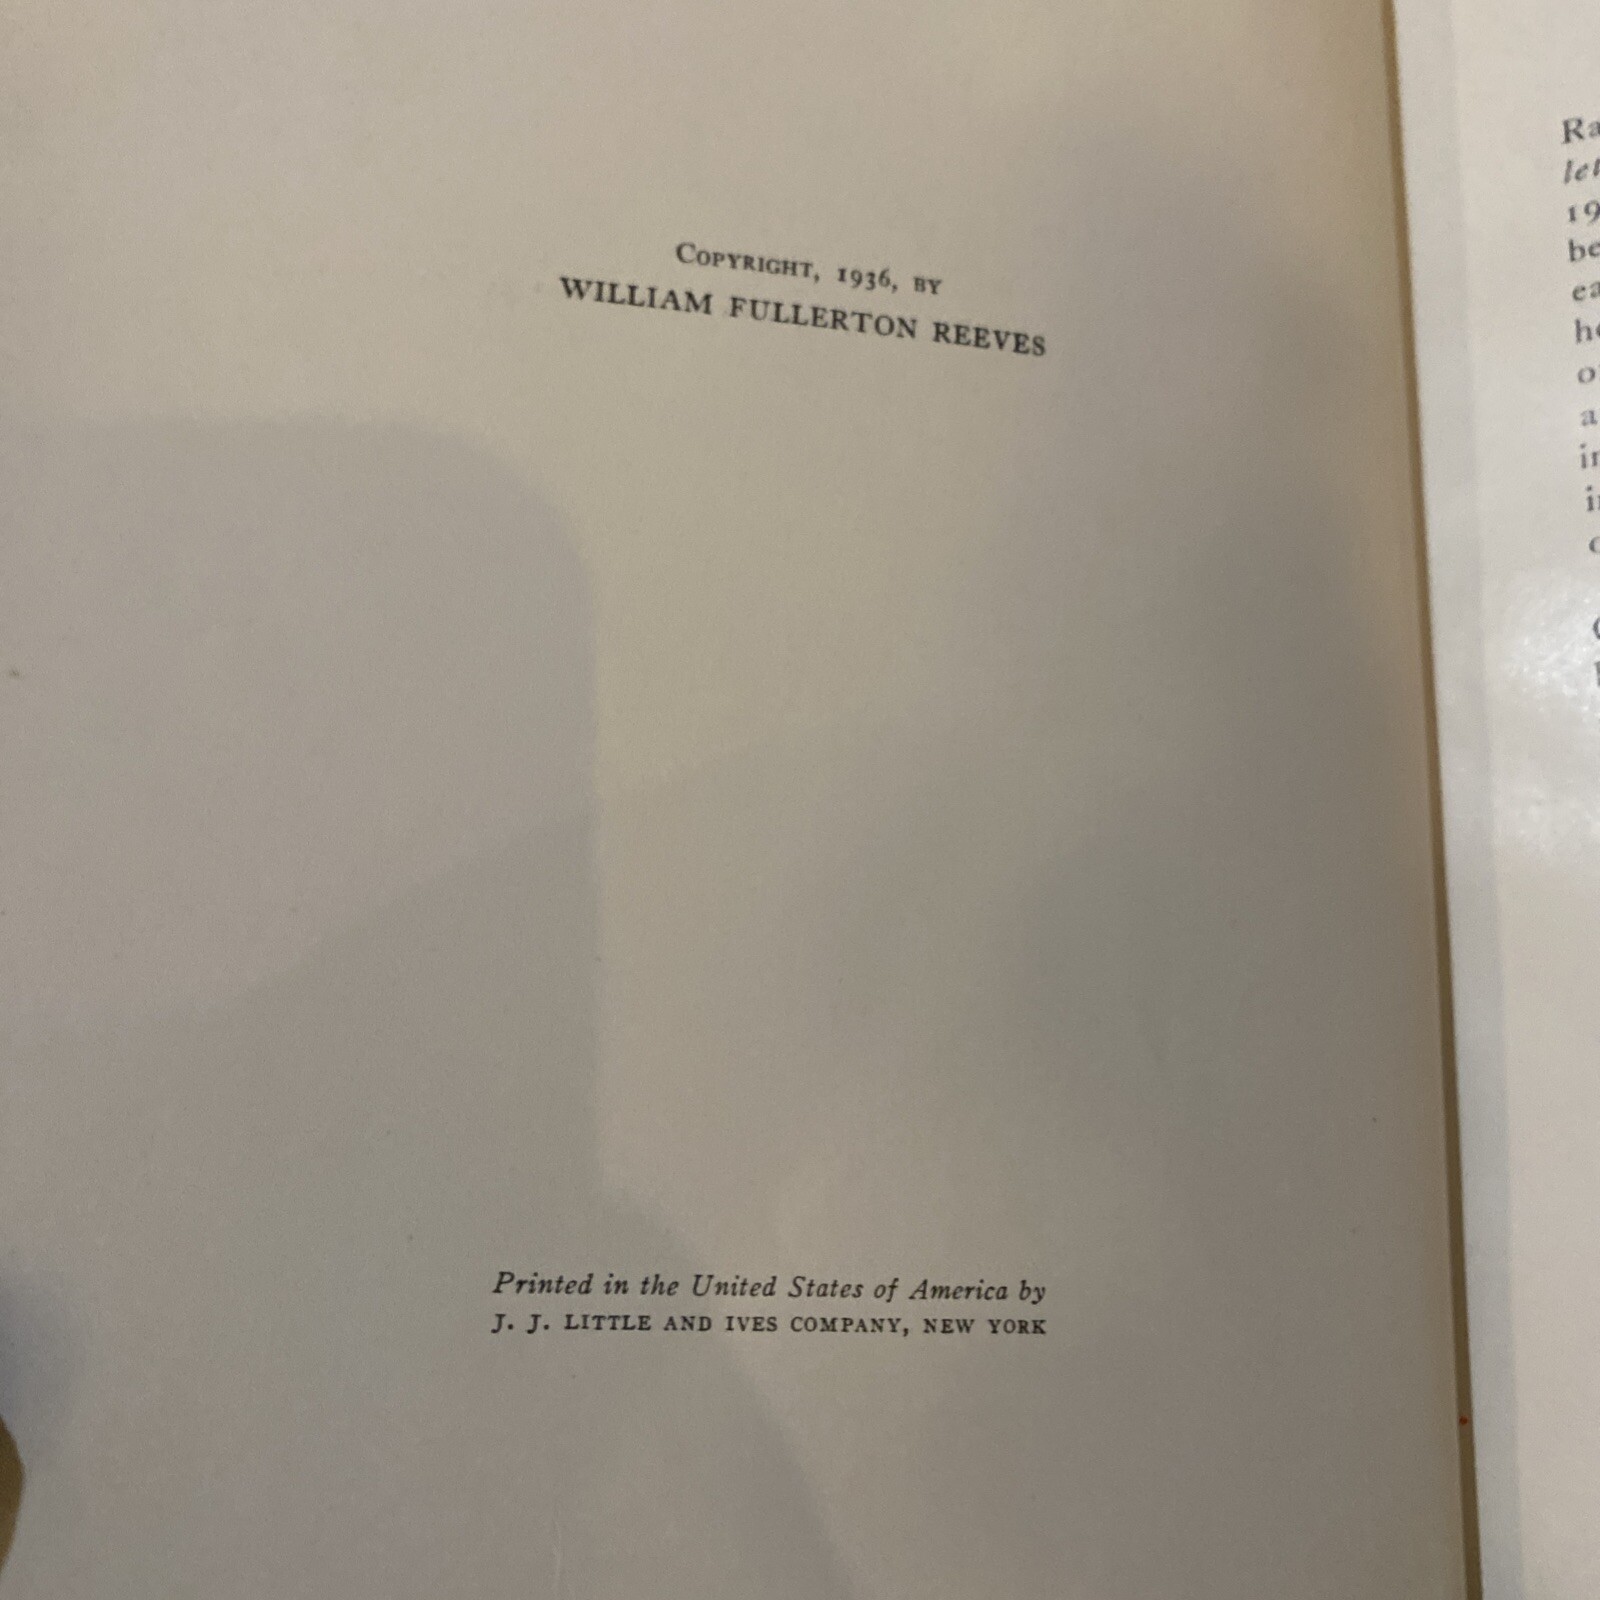 Copyright, 1936, by
WILLIAM FULLERTON REEVES
Printed in the United States of America by
J. J. LITTLE AND IVES COMPANY, NEW YORK